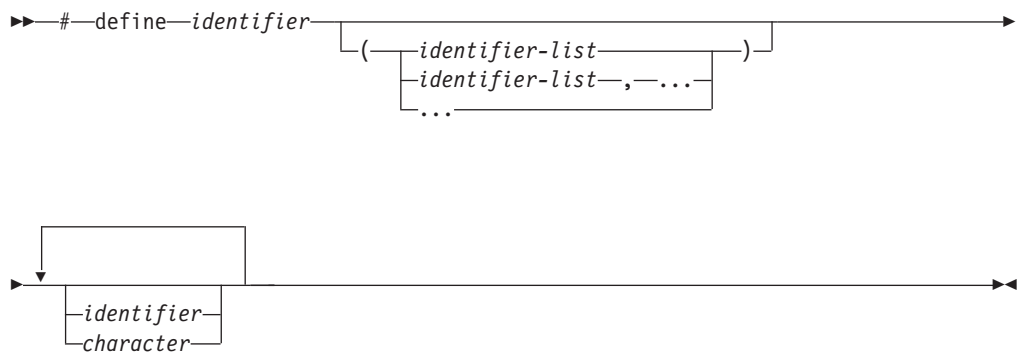 # define identifier
( identifier-list )
identifier-list , ...
...
identifier
character